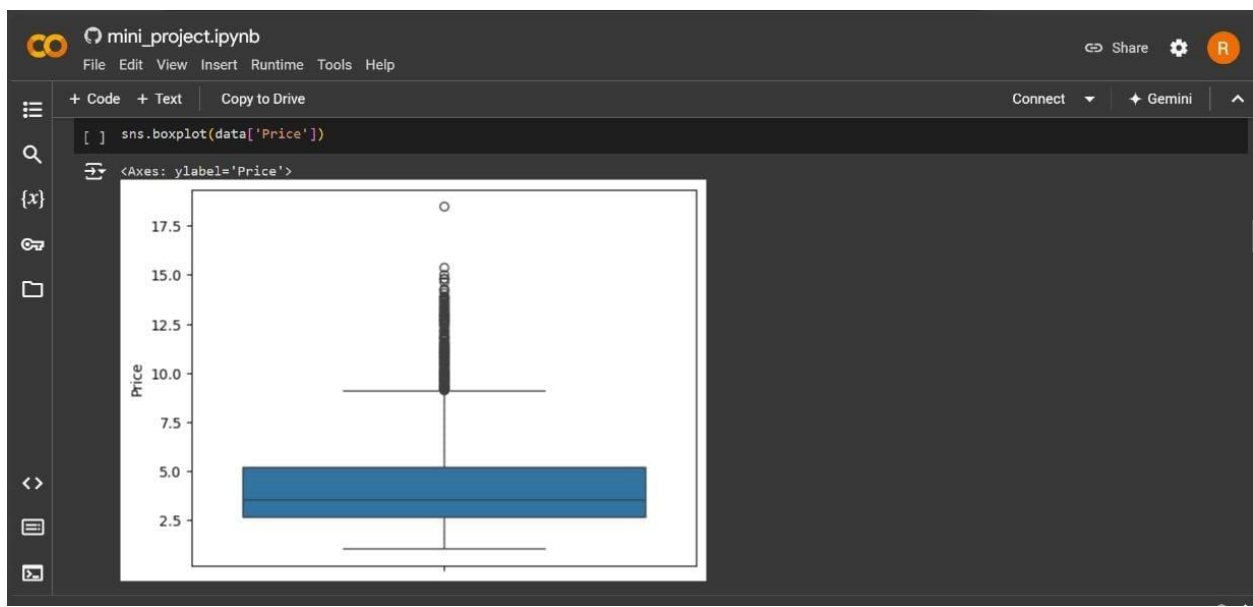 CO mini_project.ipynb
File Edit View Insert Runtime Tools Help
Share R
+ Code + Text Copy to Drive
Connect Gemini
[ ] sns.boxplot(data['Price'])
<Axes: ylabel='Price'>
{x}
17.5
15.0
12.5
10.0
7.5
5.0
2.5
Price